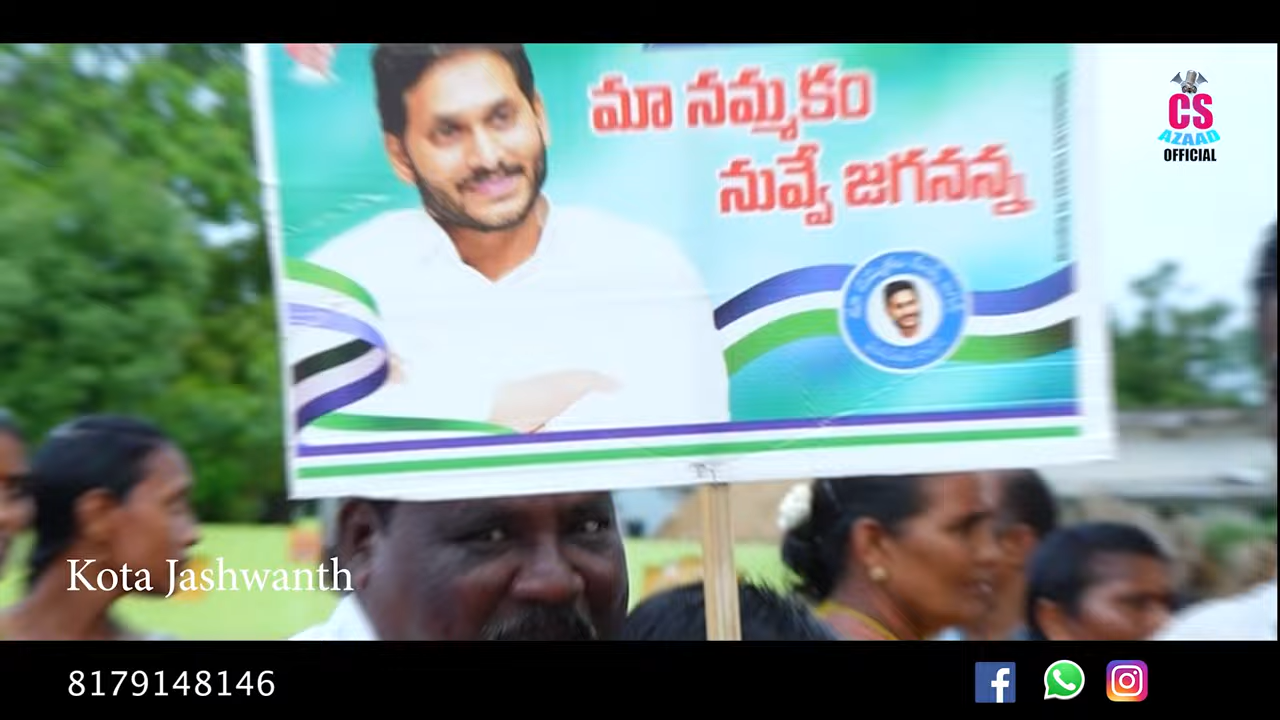 మా నమ్మకం
నువ్వే జగనన్న
CS
AZAAD
OFFICIAL
Kota Jashwanth
8179148146